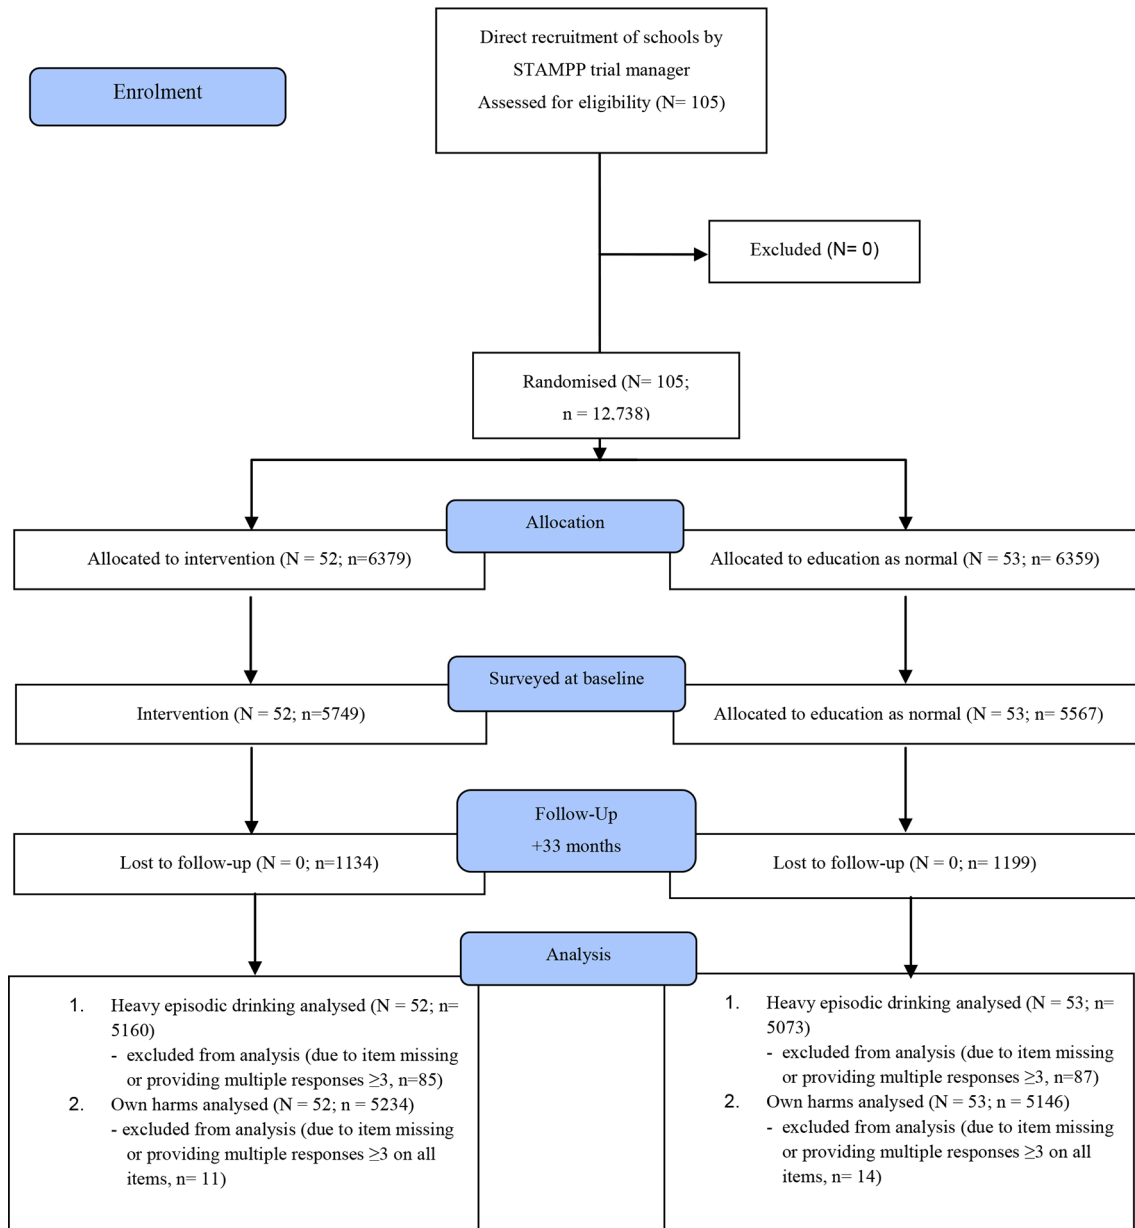 Direct recruitment of schools by
STAMPP trial manager
Assessed for eligibility (N= 105)
Enrolment
Excluded (N= 0)
Randomised (N= 105;
n = 12,738)
Allocation
Allocated to intervention (N = 52; n=6379)
Allocated to education as normal (N = 53; n= 6359)
Surveyed at baseline
Intervention (N = 52; n=5749)
Allocated to education as normal (N = 53; n= 5567)
Follow-Up
+33 months
Lost to follow-up (N = 0; n=1134)
Lost to follow-up (N = 0; n= 1199)
Analysis
1. Heavy episodic drinking analysed (N = 52; n=
5160)
- excluded from analysis (due to item missing
or providing multiple responses ≥3, n=85)
2. Own harms analysed (N = 52; n = 5234)
- excluded from analysis (due to item missing
or providing multiple responses ≥3 on all
items, n= 11)
1. Heavy episodic drinking analysed (N = 53; n=
5073)
- excluded from analysis (due to item missing
or providing multiple responses ≥3, n=87)
2. Own harms analysed (N = 53; n = 5146)
- excluded from analysis (due to item missing
or providing multiple responses ≥3 on all
items, n= 14)